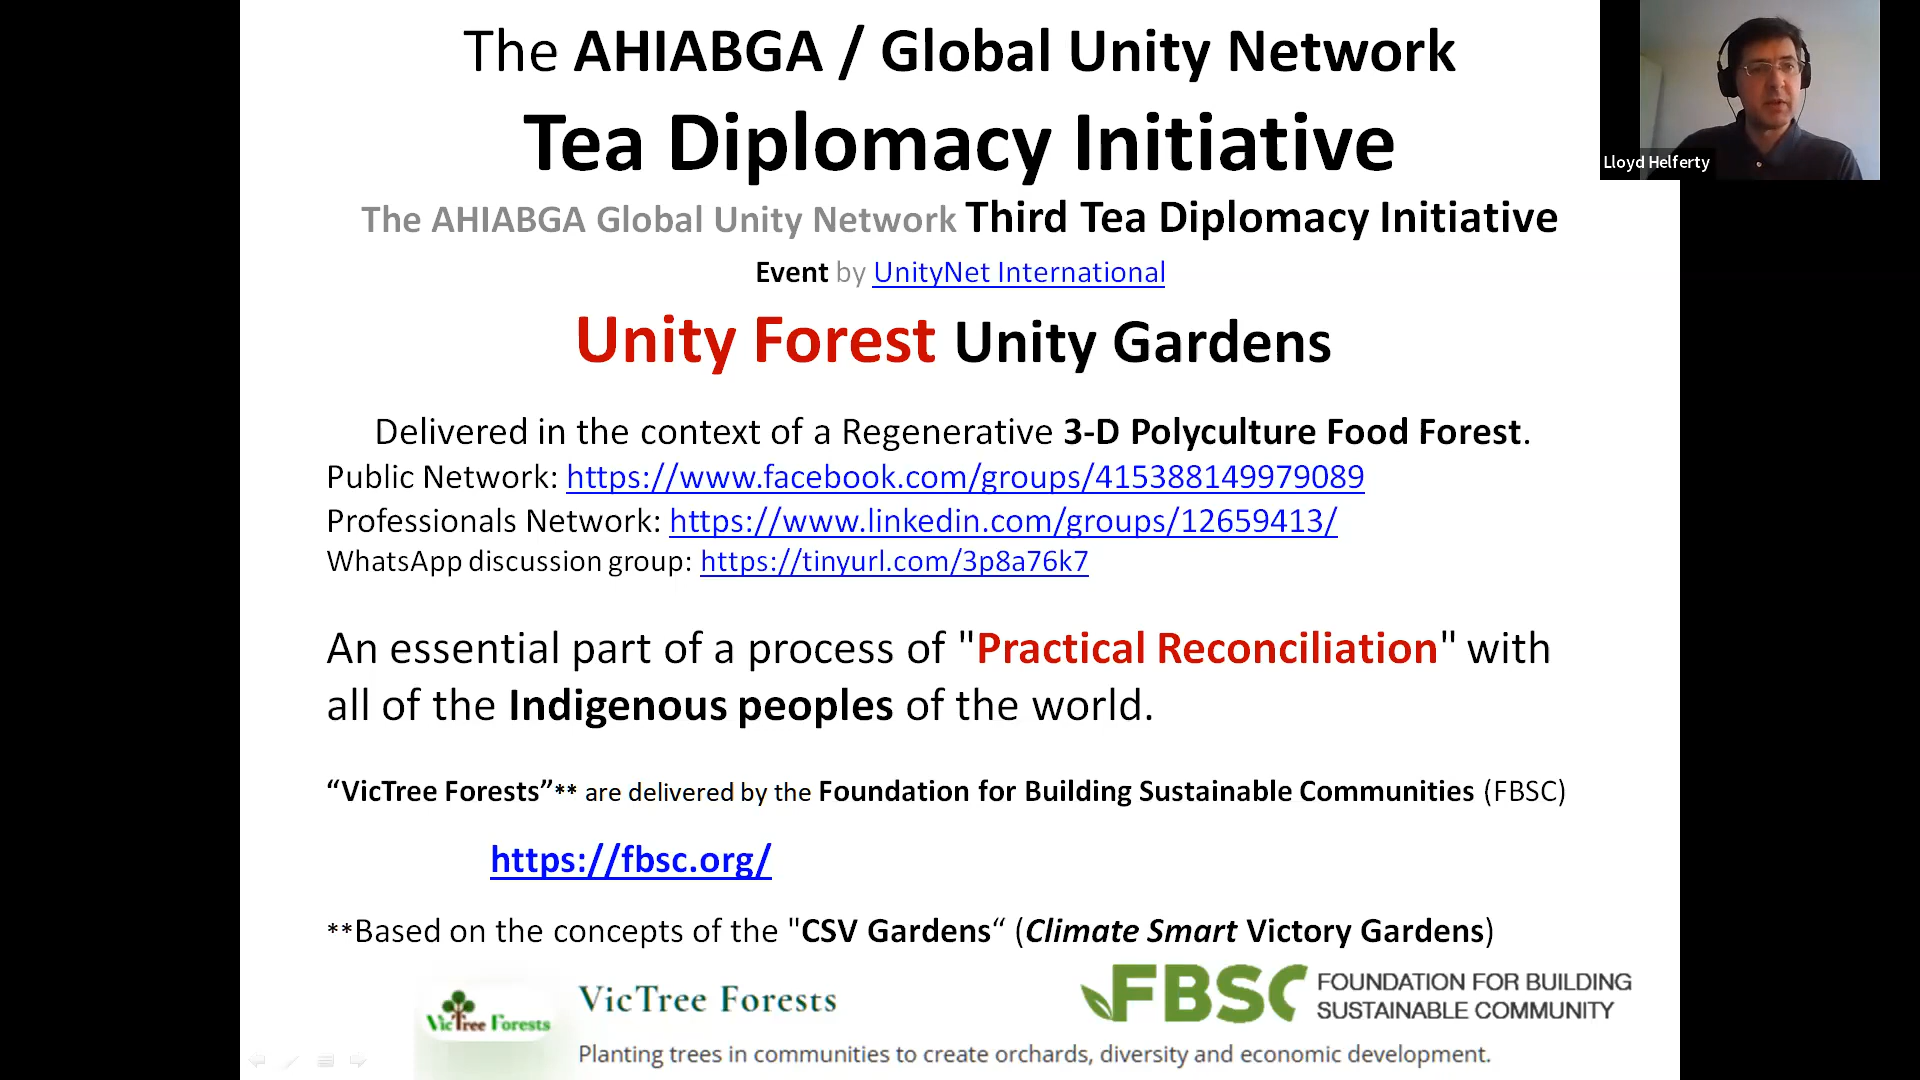 The AHIABGA / Global Unity Network
Tea Diplomacy Initiative
The AHIABGA Global Unity Network Third Tea Diplomacy Initiative
Event by UnityNet International
Unity Forest Unity Gardens
Delivered in the context of a Regenerative 3-D Polyculture Food Forest.
Public Network: https://www.facebook.com/groups/415388149979089
Professionals Network: https://www.linkedin.com/groups/12659413/
WhatsApp discussion group: https://tinyurl.com/3p8a76k7
An essential part of a process of "Practical Reconciliation" with
all of the Indigenous peoples of the world.
“VicTree Forests”** are delivered by the Foundation for Building Sustainable Communities (FBSC)
https://fbsc.org/
**Based on the concepts of the "CSV Gardens“ (Climate Smart Victory Gardens)
VicTree Forests
VicTree Forests
Planting trees in communities to create orchards, diversity and economic development.
FBSC
FOUNDATION FOR BUILDING
SUSTAINABLE COMMUNITY
Lloyd Helferty